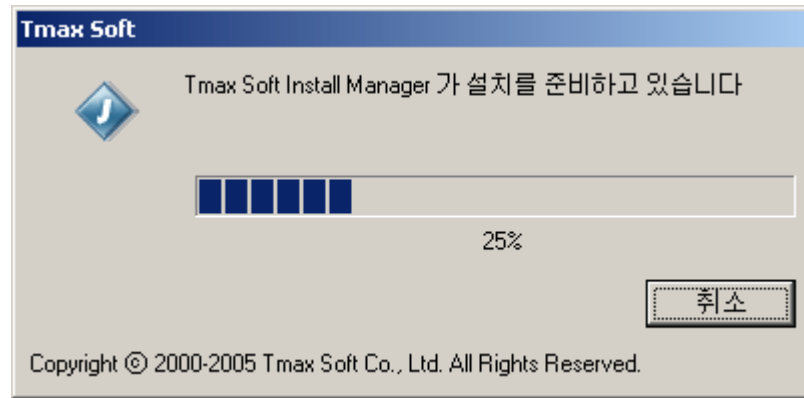 Tmax Soft
J
Tmax Soft Install Manager 가 설치를 준비하고 있습니다
25%
취소
Copyright ⓒ 2000-2005 Tmax Soft Co., Ltd. All Rights Reserved.